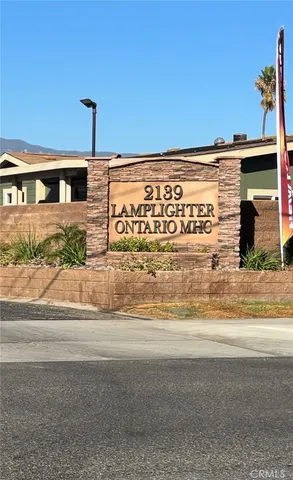 2139
LAMPLIGHTER
ONTARIO MHC
CRMLS